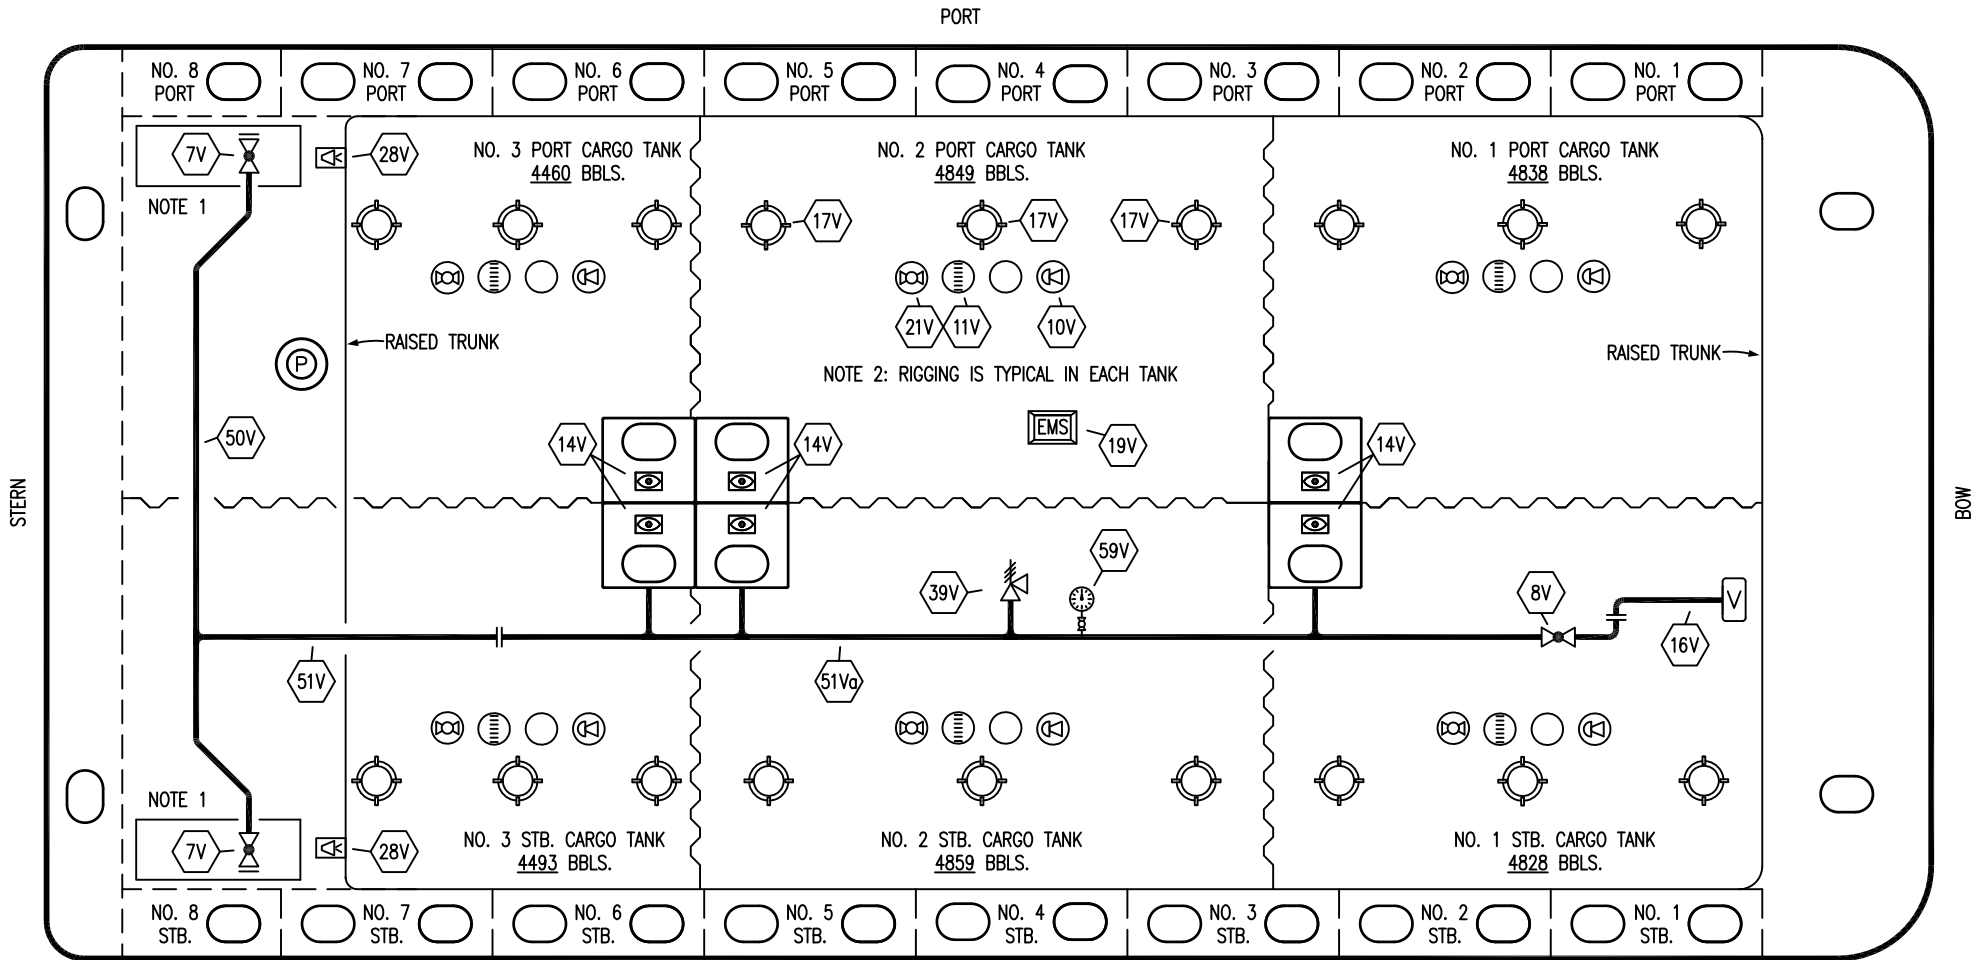 PORT
NO. 8
PORT
NO. 7
PORT
NO. 6
PORT
NO. 5
PORT
NO. 4
PORT
NO. 3
PORT
NO. 2
PORT
NO. 1
PORT
7V
28V
NOTE 1
NO. 3 PORT CARGO TANK
4460 BBLS.
NO. 2 PORT CARGO TANK
4849 BBLS.
NO. 1 PORT CARGO TANK
4838 BBLS.
17V
17V
17V
21V
11V
10V
RAISED TRUNK
RAISED TRUNK
P
NOTE 2: RIGGING IS TYPICAL IN EACH TANK
50V
14V
14V
EMS
19V
14V
STERN
BOW
39V
59V
8V
V
16V
51V
51Va
NOTE 1
7V
28V
NO. 3 STB. CARGO TANK
4493 BBLS.
NO. 2 STB. CARGO TANK
4859 BBLS.
NO. 1 STB. CARGO TANK
4828 BBLS.
NO. 8
STB.
NO. 7
STB.
NO. 6
STB.
NO. 5
STB.
NO. 4
STB.
NO. 3
STB.
NO. 2
STB.
NO. 1
STB.